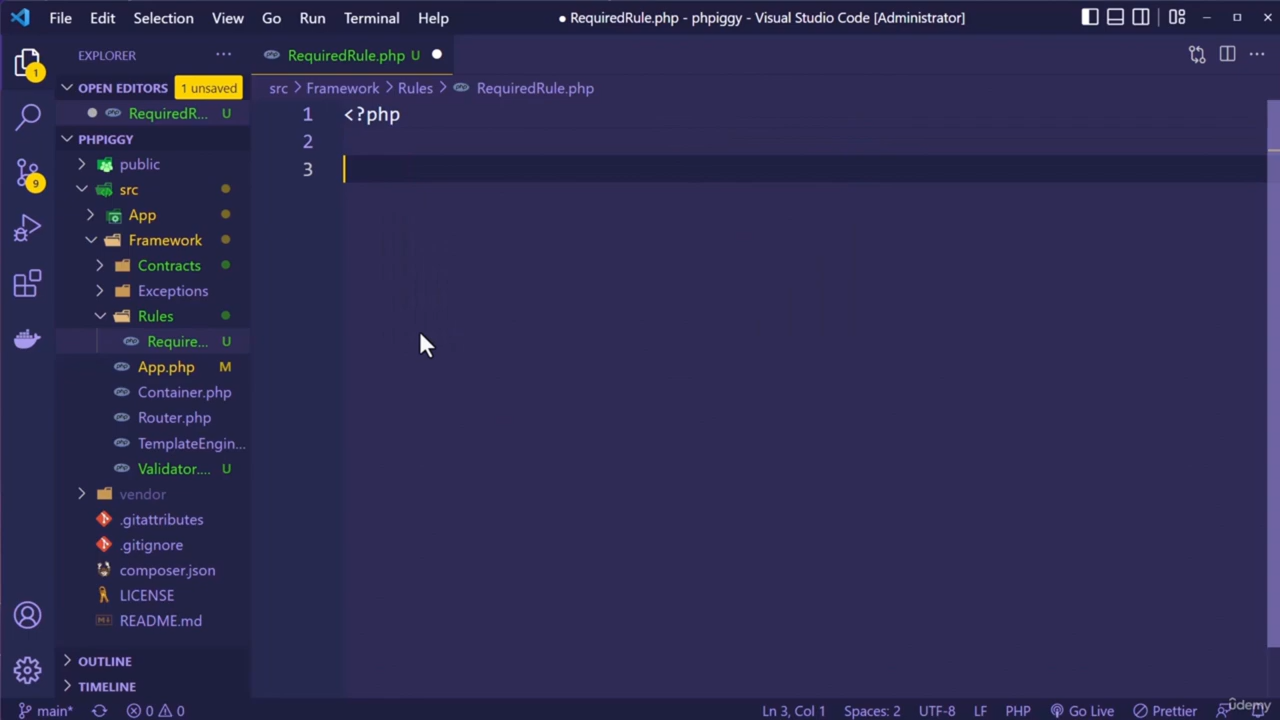 File Edit Selection View Go Run Terminal Help
● RequiredRule.php - phpiggy - Visual Studio Code [Administrator]
EXPLORER
RequiredRule.php U
1
OPEN EDITORS 1 unsaved
src > Framework > Rules > RequiredRule.php
RequiredR... U
1 <?php
2
3
PHPIGGY
public
src
9
App
Framework
Contracts
Exceptions
Rules
Require... U
App.php M
Container.php
Router.php
TemplateEngin...
Validator.... U
vendor
.gitattributes
.gitignore
composer.json
LICENSE
README.md
OUTLINE
TIMELINE
main* 0 0 Ln 3, Col 1 Spaces: 2 UTF-8 LF PHP Go Live Prettier
udemy